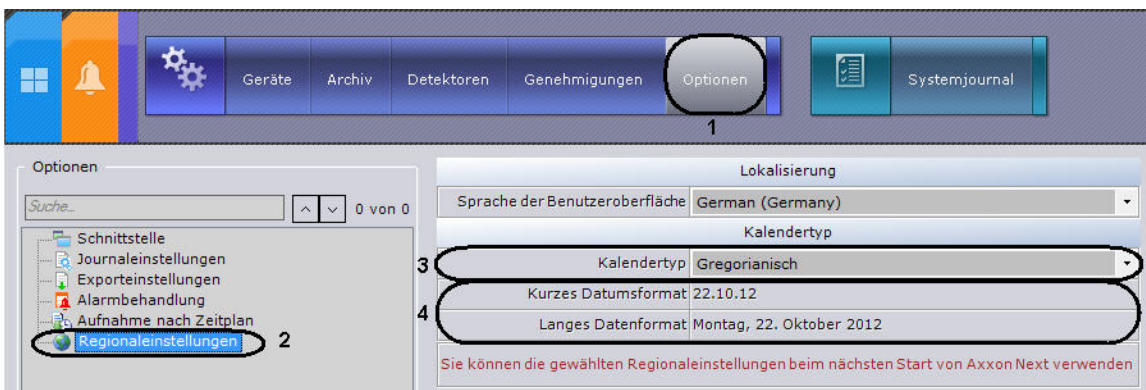 Geräte Archiv Detektoren Genehmigungen Optionen Systemjournal
1
Optionen
Suche...
0 von 0
Schnittstelle
Journaleinstellungen
Exporteinstellungen
Alarmbehandlung
Aufnahme nach Zeitplan
Regionaleinstellungen 2
Lokalisierung
Sprache der Benutzeroberfläche German (Germany)
Kalendertyp
3 Kalendertyp Gregorianisch
4 Kurzes Datumsformat 22.10.12
Langes Datenformat Montag, 22. Oktober 2012
Sie können die gewählten Regionaleinstellungen beim nächsten Start von Axxon Next verwenden